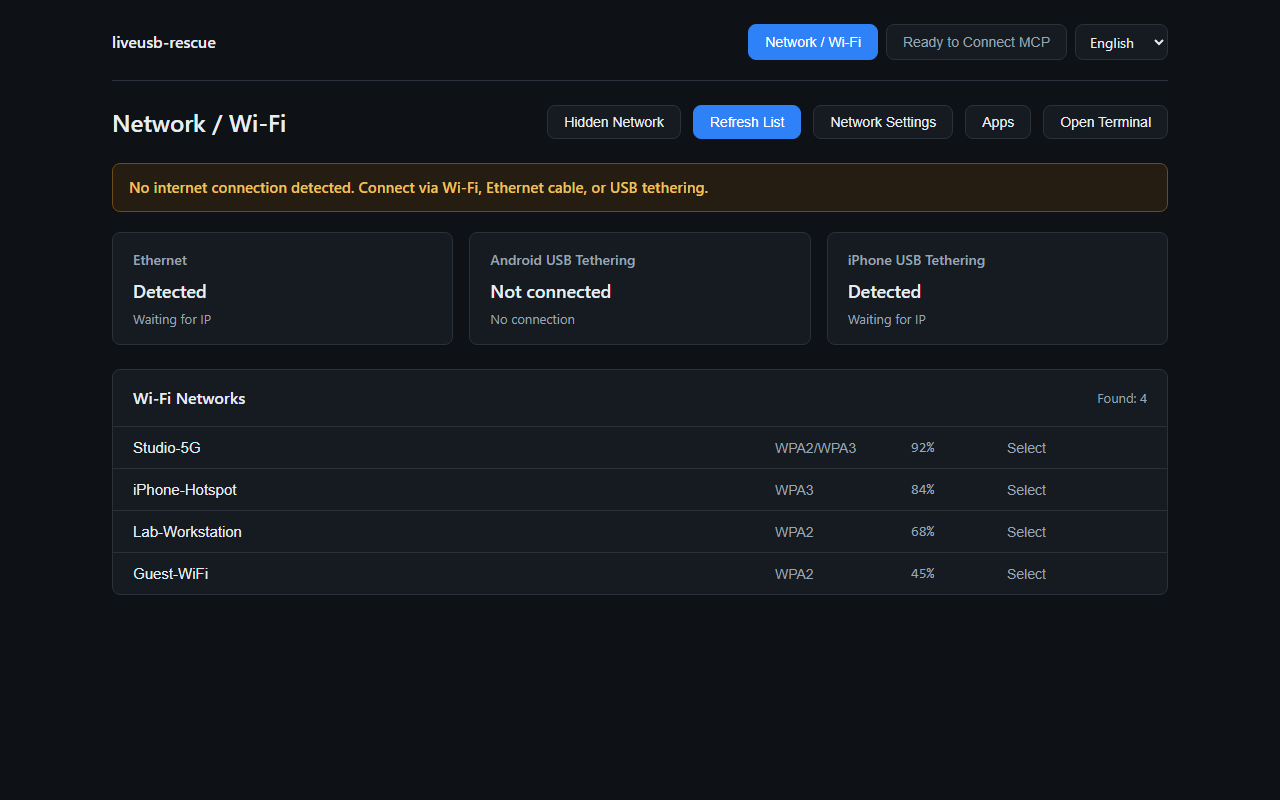 liveusb-rescue
Network / Wi-Fi
Ready to Connect MCP
English
Network / Wi-Fi
Hidden Network
Refresh List
Network Settings
Apps
Open Terminal
No internet connection detected. Connect via Wi-Fi, Ethernet cable, or USB tethering.
Ethernet
Detected
Waiting for IP
Android USB Tethering
Not connected
No connection
iPhone USB Tethering
Detected
Waiting for IP
Wi-Fi Networks
Found: 4
Studio-5G WPA2/WPA3 92% Select
iPhone-Hotspot WPA3 84% Select
Lab-Workstation WPA2 68% Select
Guest-WiFi WPA2 45% Select